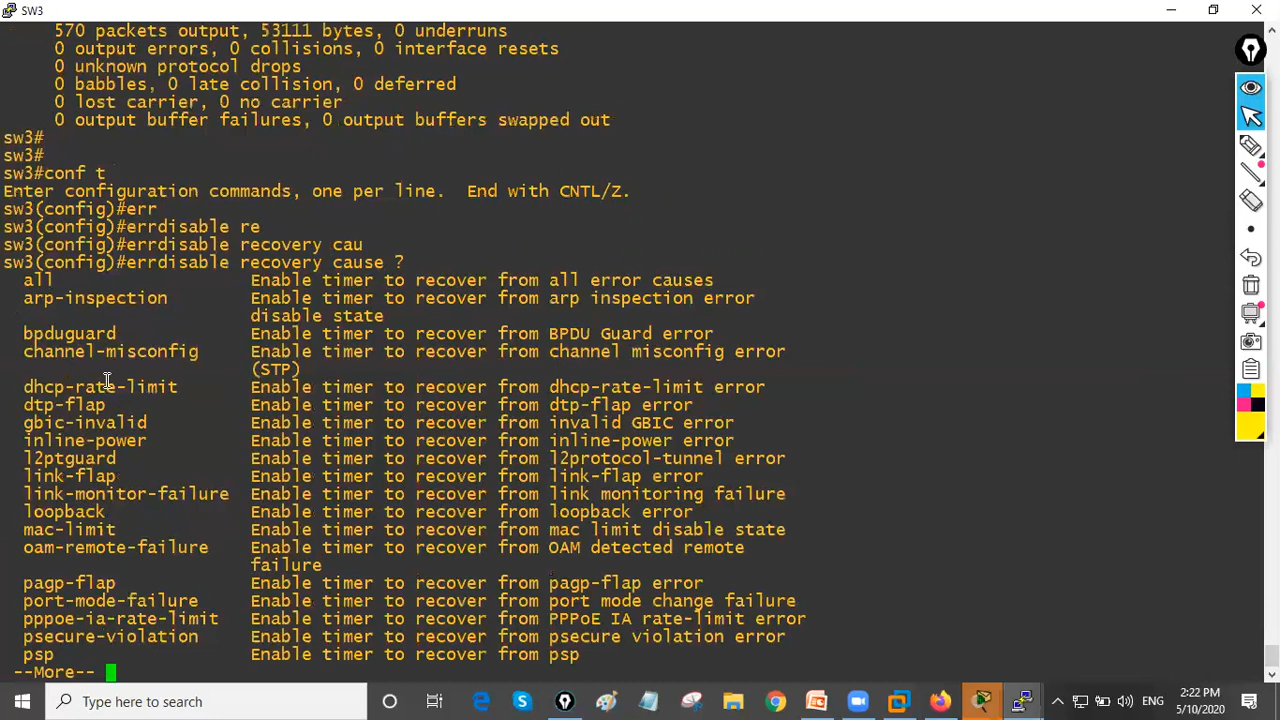 SW3
570 packets output, 53111 bytes, 0 underruns
0 output errors, 0 collisions, 0 interface resets
0 unknown protocol drops
0 babbles, 0 late collision, 0 deferred
0 lost carrier, 0 no carrier
0 output buffer failures, 0 output buffers swapped out
sw3#
sw3#
sw3#conf t
Enter configuration commands, one per line.  End with CNTL/Z.
sw3(config)#err
sw3(config)#errdisable re
sw3(config)#errdisable recovery cau
sw3(config)#errdisable recovery cause ?
all Enable timer to recover from all error causes
arp-inspection Enable timer to recover from arp inspection error
disable state
bpduguard Enable timer to recover from BPDU Guard error
channel-misconfig Enable timer to recover from channel misconfig error
(STP)
dhcp-rate-limit Enable timer to recover from dhcp-rate-limit error
dtp-flap Enable timer to recover from dtp-flap error
gbic-invalid Enable timer to recover from invalid GBIC error
inline-power Enable timer to recover from inline-power error
l2ptguard Enable timer to recover from l2protocol-tunnel error
link-flap Enable timer to recover from link-flap error
link-monitor-failure Enable timer to recover from link monitoring failure
loopback Enable timer to recover from loopback error
mac-limit Enable timer to recover from mac limit disable state
oam-remote-failure Enable timer to recover from OAM detected remote
failure
pagp-flap Enable timer to recover from pagp-flap error
port-mode-failure Enable timer to recover from port mode change failure
pppoe-ia-rate-limit Enable timer to recover from PPPoE IA rate-limit error
psecure-violation Enable timer to recover from psecure violation error
psp Enable timer to recover from psp
--More--
Type here to search
ENG
2:22 PM
5/10/2020